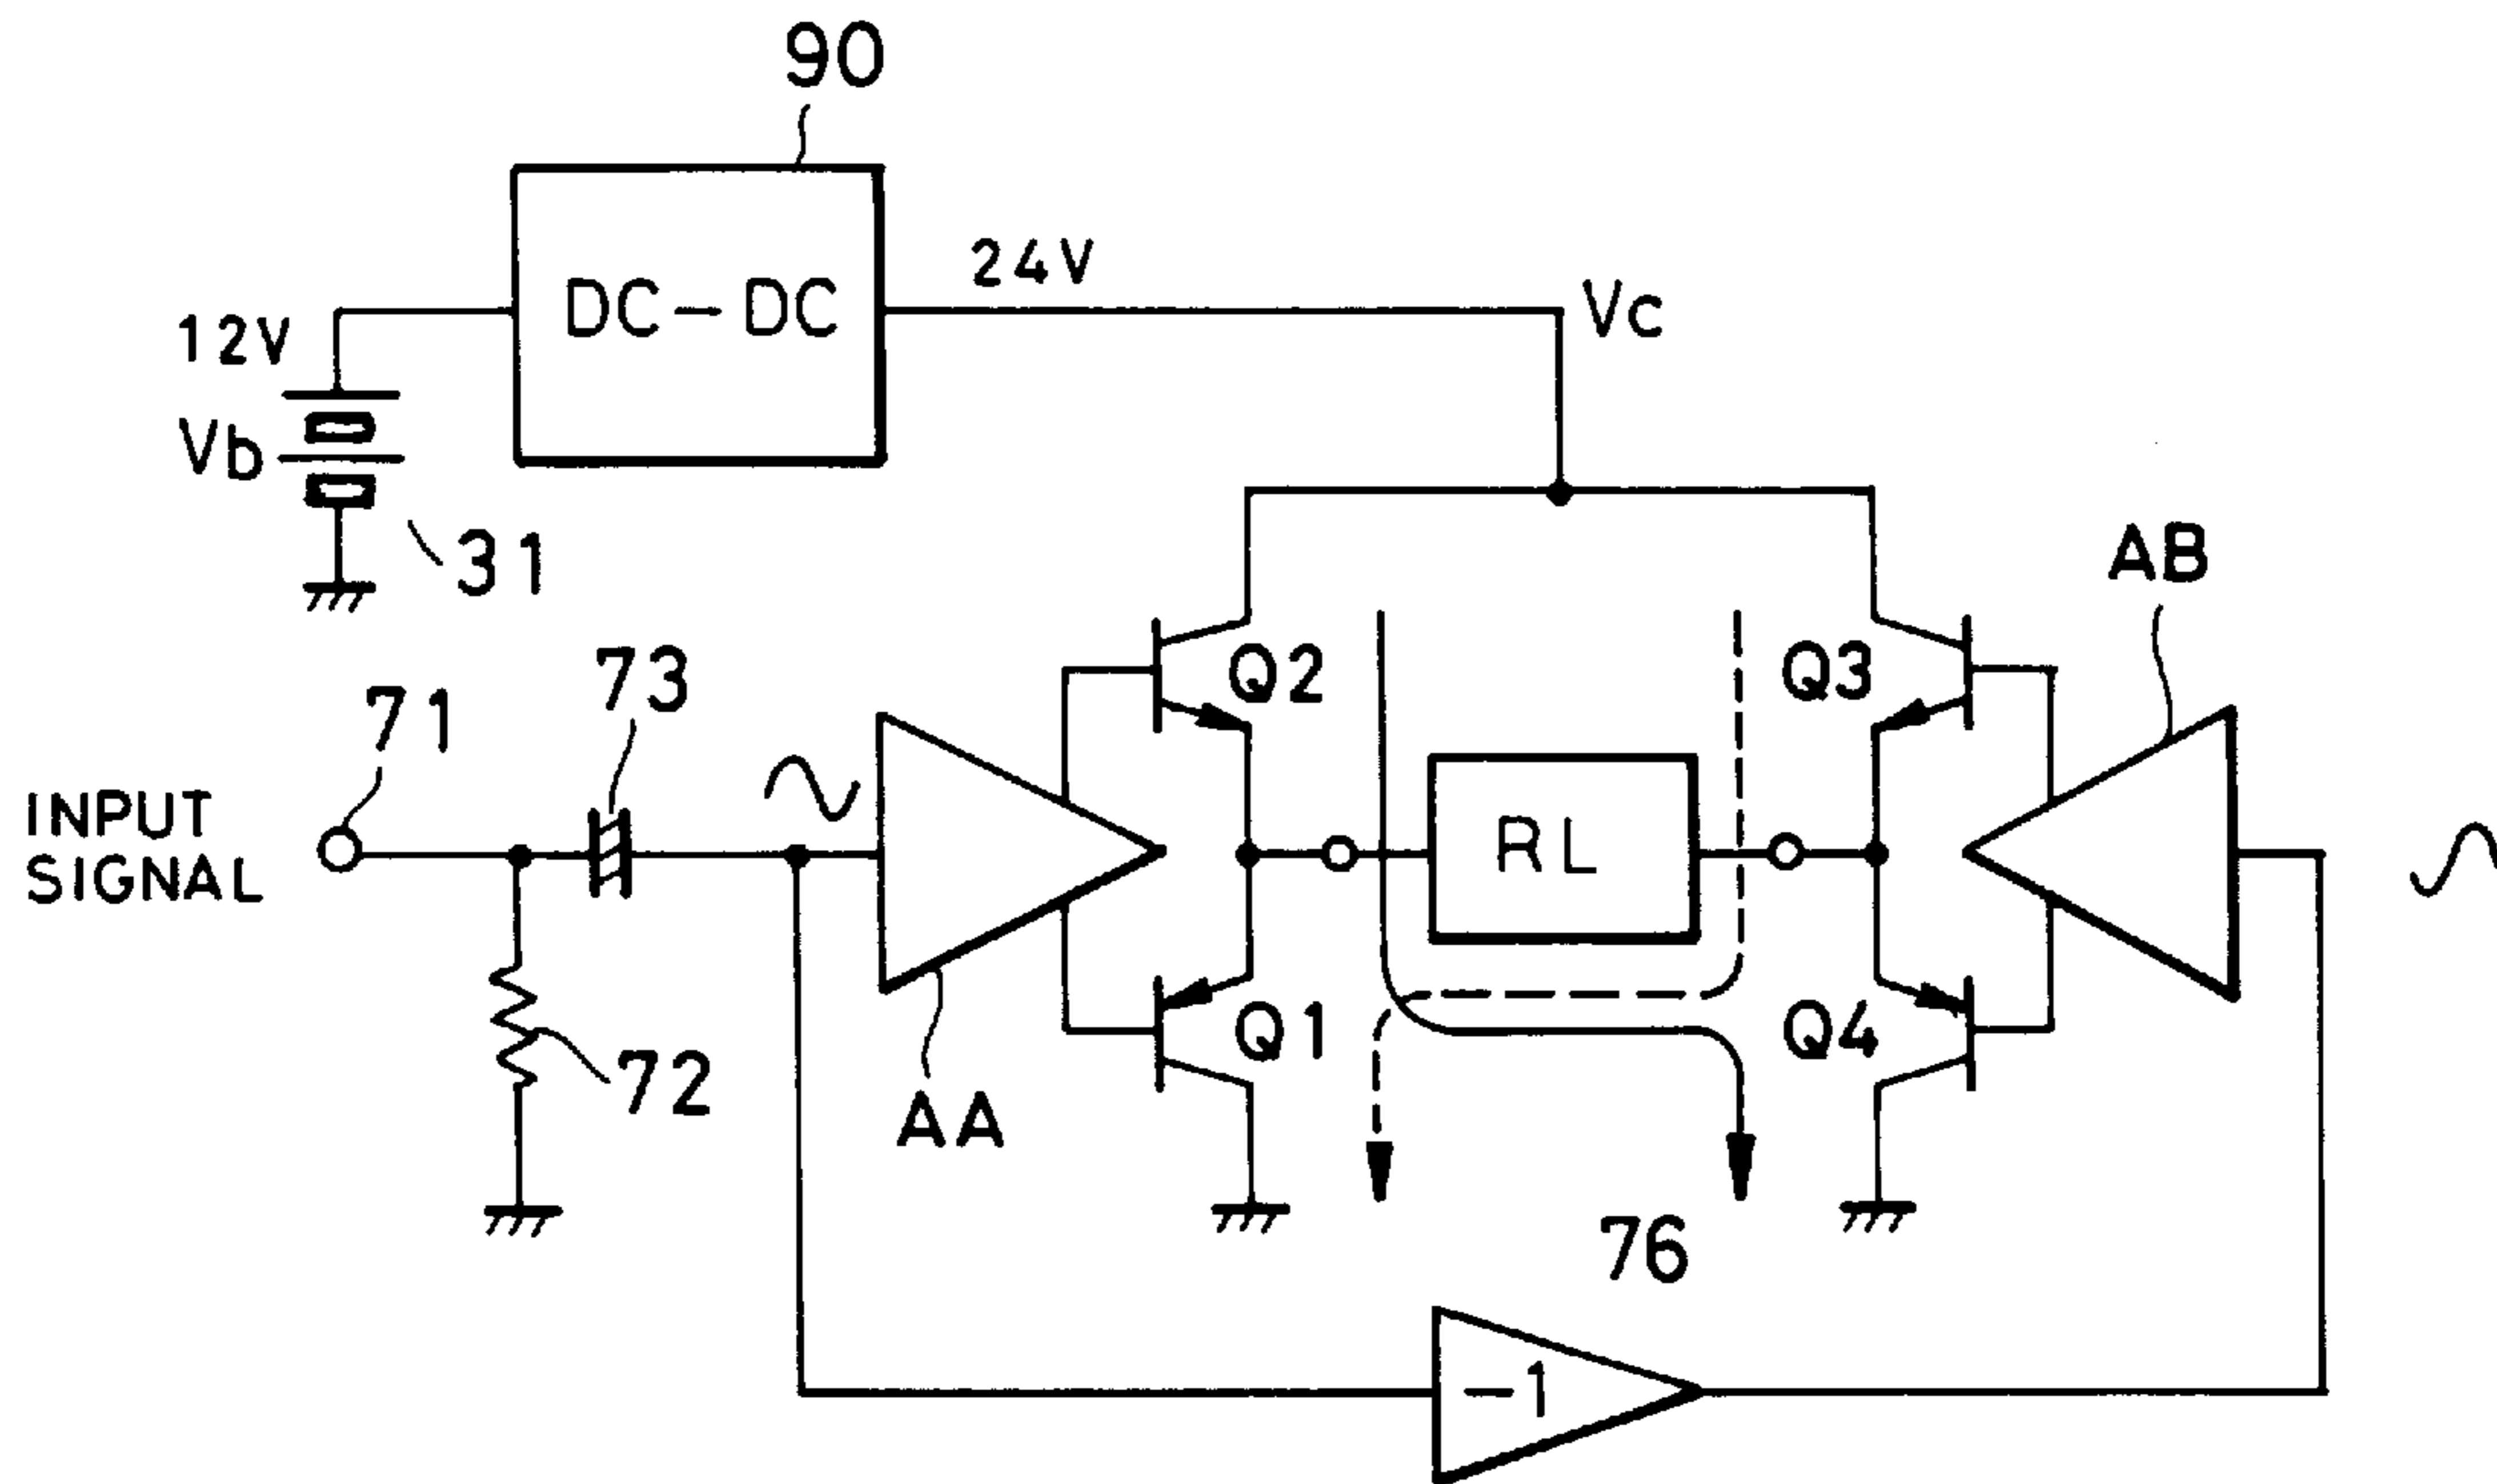 90
DC-DC
24V
Vc
12V
Vb
31
AB
73
Q2
Q3
71
INPUT
SIGNAL
RL
Q1
Q4
72
AA
76
-1